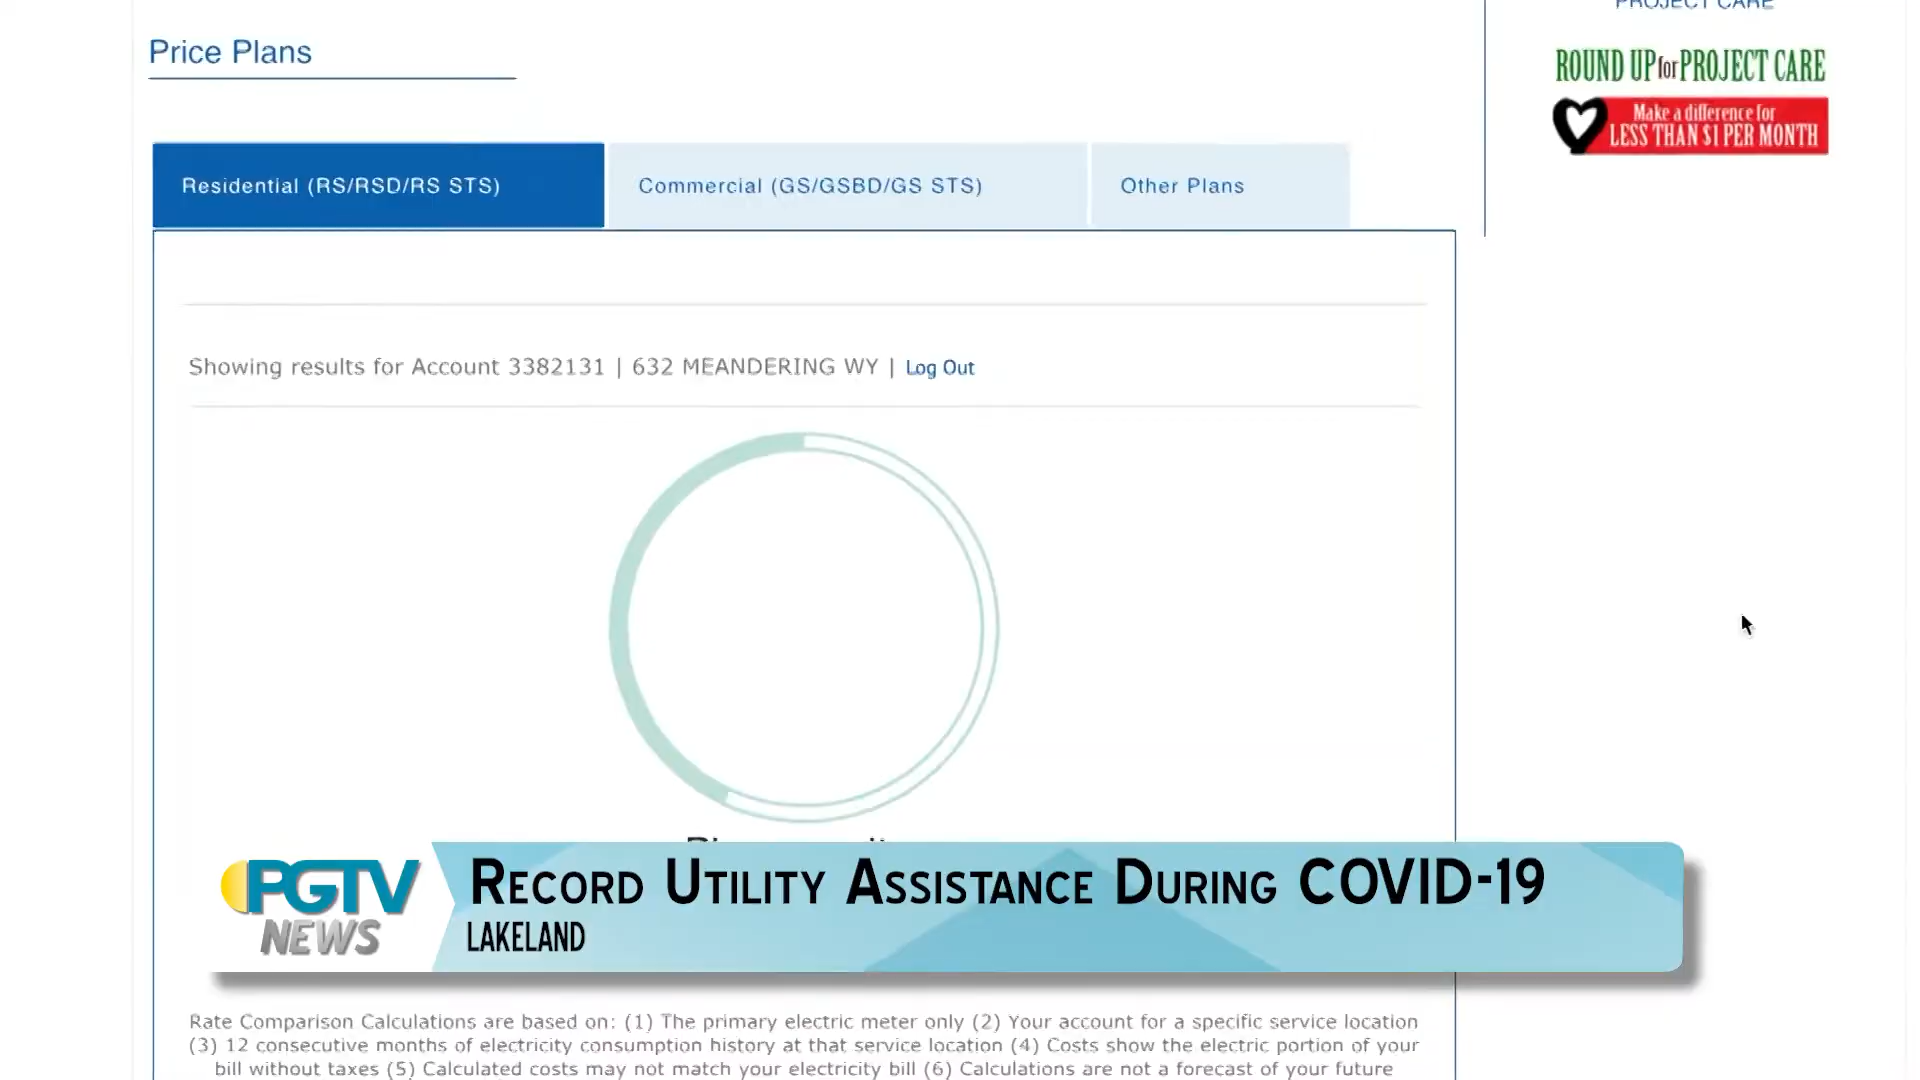 PROJECT CARE
Price Plans
ROUND UP for PROJECT CARE
Make a difference for
LESS THAN $1 PER MONTH
Residential (RS/RSD/RS STS)
Commercial (GS/GSBD/GS STS)
Other Plans
Showing results for Account 3382131 | 632 MEANDERING WY | Log Out
PGTV
NEWS
RECORD UTILITY ASSISTANCE DURING COVID-19
LAKELAND
Rate Comparison Calculations are based on: (1) The primary electric meter only (2) Your account for a specific service location
(3) 12 consecutive months of electricity consumption history at that service location (4) Costs show the electric portion of your
bill without taxes (5) Calculated costs may not match your electricity bill (6) Calculations are not a forecast of your future